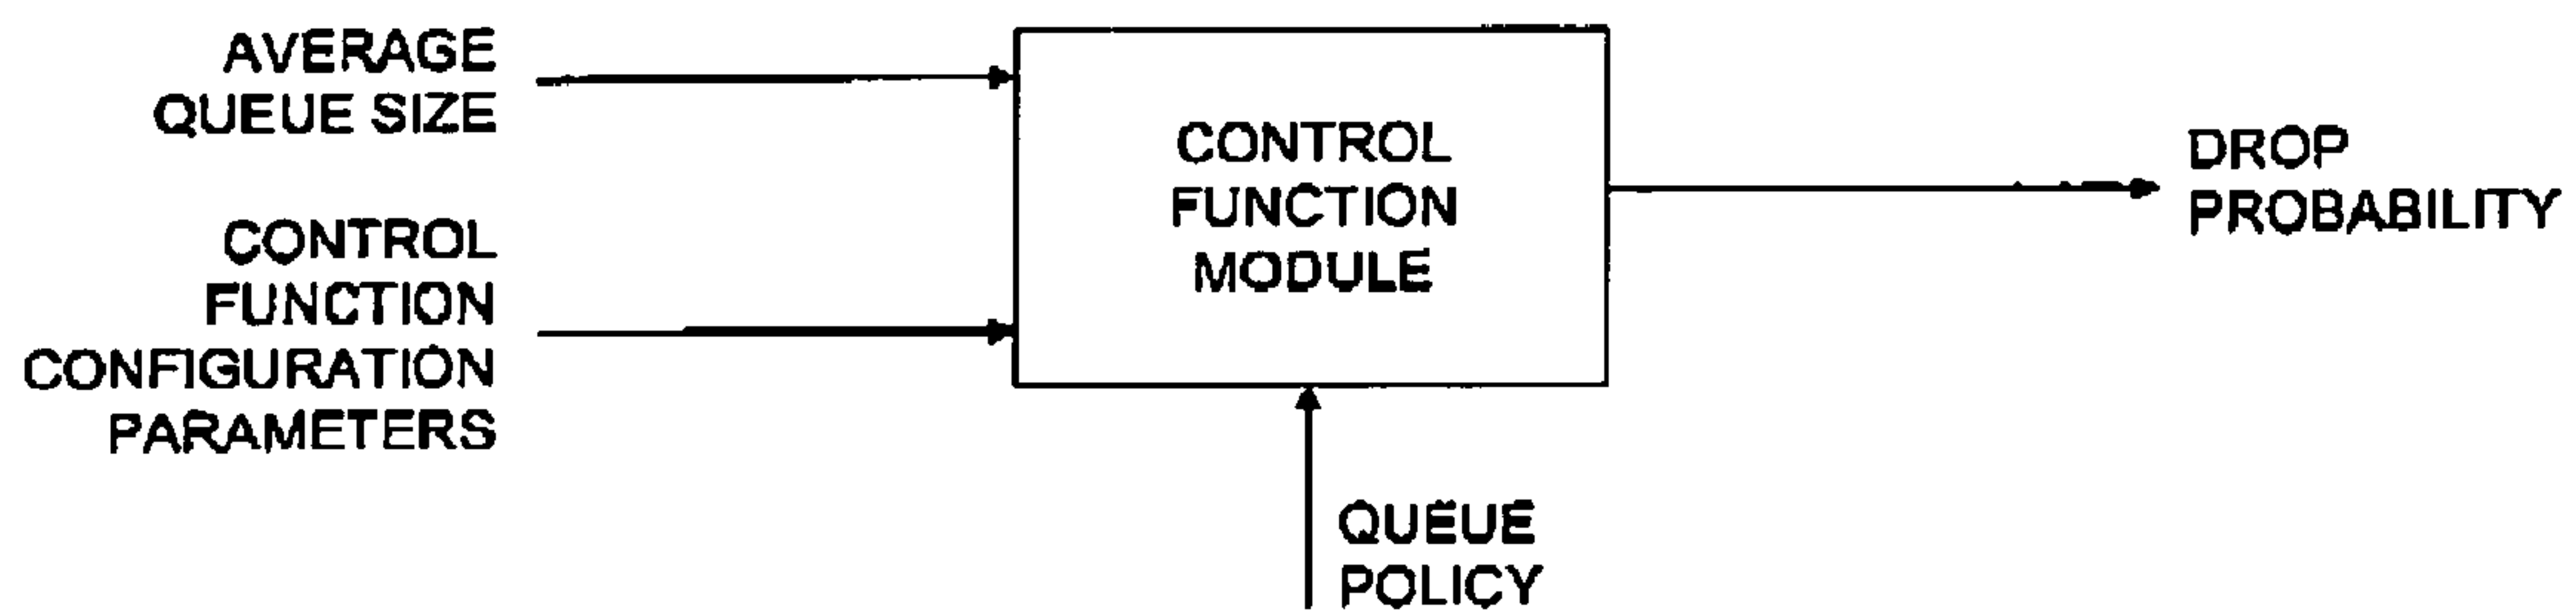 AVERAGE
QUEUE SIZE
CONTROL
FUNCTION
CONFIGURATION
PARAMETERS
CONTROL
FUNCTION
MODULE
QUEUE
POLICY
DROP
PROBABILITY